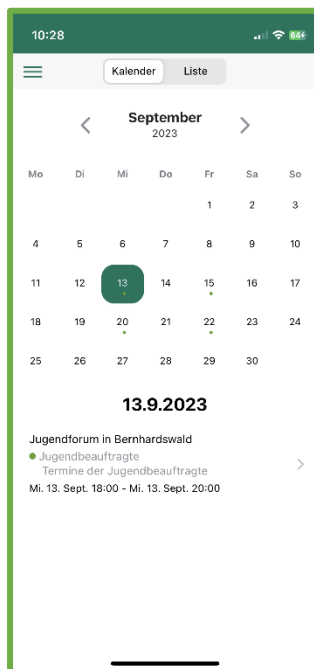 10:28
64
Kalender Liste
September
2023
Mo Di Mi Do Fr Sa So
1 2 3
4 5 6 7 8 9 10
11 12 13 14 15 16 17
18 19 20 21 22 23 24
25 26 27 28 29 30
13.9.2023
Jugendforum in Bernhardswald
Jugendbeauftragte
Termine der Jugendbeauftragte
Mi. 13. Sept. 18:00 - Mi. 13. Sept. 20:00